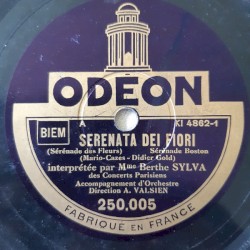 ODEON
A KI 4862-1
BIEM
SERENATA DEI FIORI
(Sérénade des Fleurs) Sérénade Boston
(Mario-Cazes - Didier Gold)
interprétée par Mme Berthe SYLVA
des Concerts Parisiens
Accompagnement d'Orchestre
Direction A. VALSIEN
250,005
FABRIQUÉ EN FRANCE